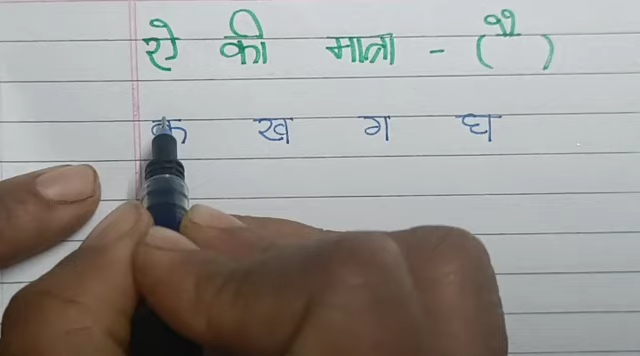 ऐ की मात्रा - ( ै )
क ख ग घ